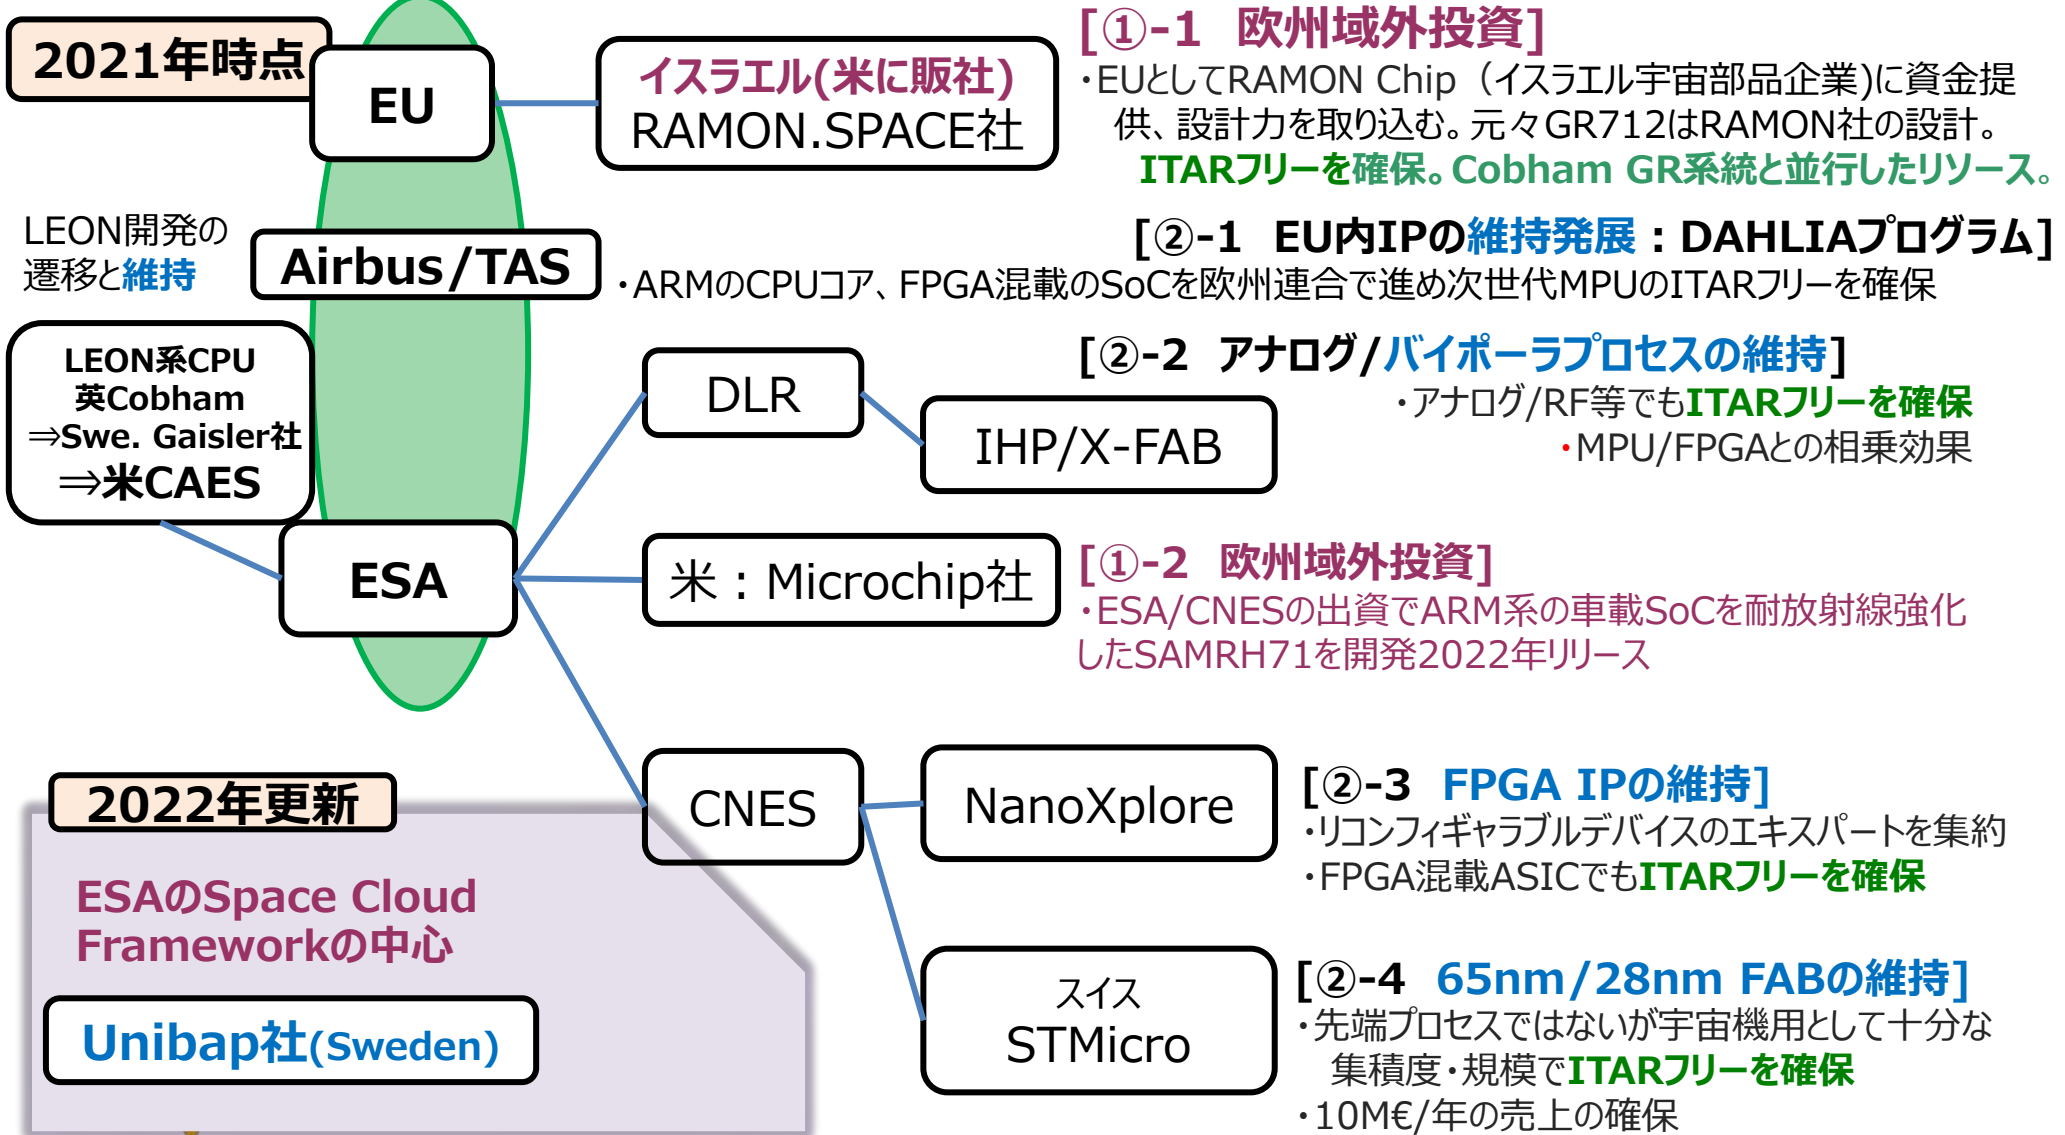 2021年時点
EU
イスラエル(米に販社)
RAMON.SPACE社
[①-1 欧州域外投資]
・EUとしてRAMON Chip（イスラエル宇宙部品企業)に資金提
供、設計力を取り込む。元々GR712はRAMON社の設計。
ITARフリーを確保。Cobham GR系統と並行したリソース。
LEON開発の
遷移と維持
Airbus/TAS
[②-1 EU内IPの維持発展：DAHLIAプログラム]
・ARMのCPUコア、FPGA混載のSoCを欧州連合で進め次世代MPUのITARフリーを確保
LEON系CPU
英Cobham
⇒Swe. Gaisler社
⇒米CAES
DLR
IHP/X-FAB
[②-2 アナログ/バイポーラプロセスの維持]
・アナログ/RF等でもITARフリーを確保
・MPU/FPGAとの相乗効果
ESA
米：Microchip社
[①-2 欧州域外投資]
・ESA/CNESの出資でARM系の車載SoCを耐放射線強化
したSAMRH71を開発2022年リリース
CNES
NanoXplore
[②-3 FPGA IPの維持]
・リコンフィギャラブルデバイスのエキスパートを集約
・FPGA混載ASICでもITARフリーを確保
2022年更新
ESAのSpace Cloud
Frameworkの中心
Unibap社(Sweden)
スイス
STMicro
[②-4 65nm/28nm FABの維持]
・先端プロセスではないが宇宙機用として十分な
集積度・規模でITARフリーを確保
・10M€/年の売上の確保